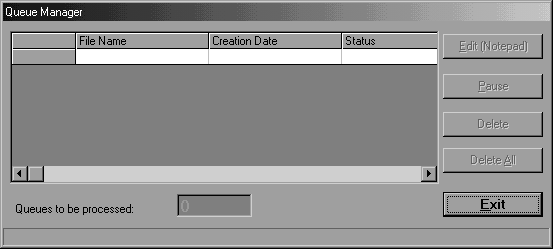 Queue Manager
File Name Creation Date Status
Edit (Notepad)
Pause
Delete
Delete All
Queues to be processed: 0
Exit